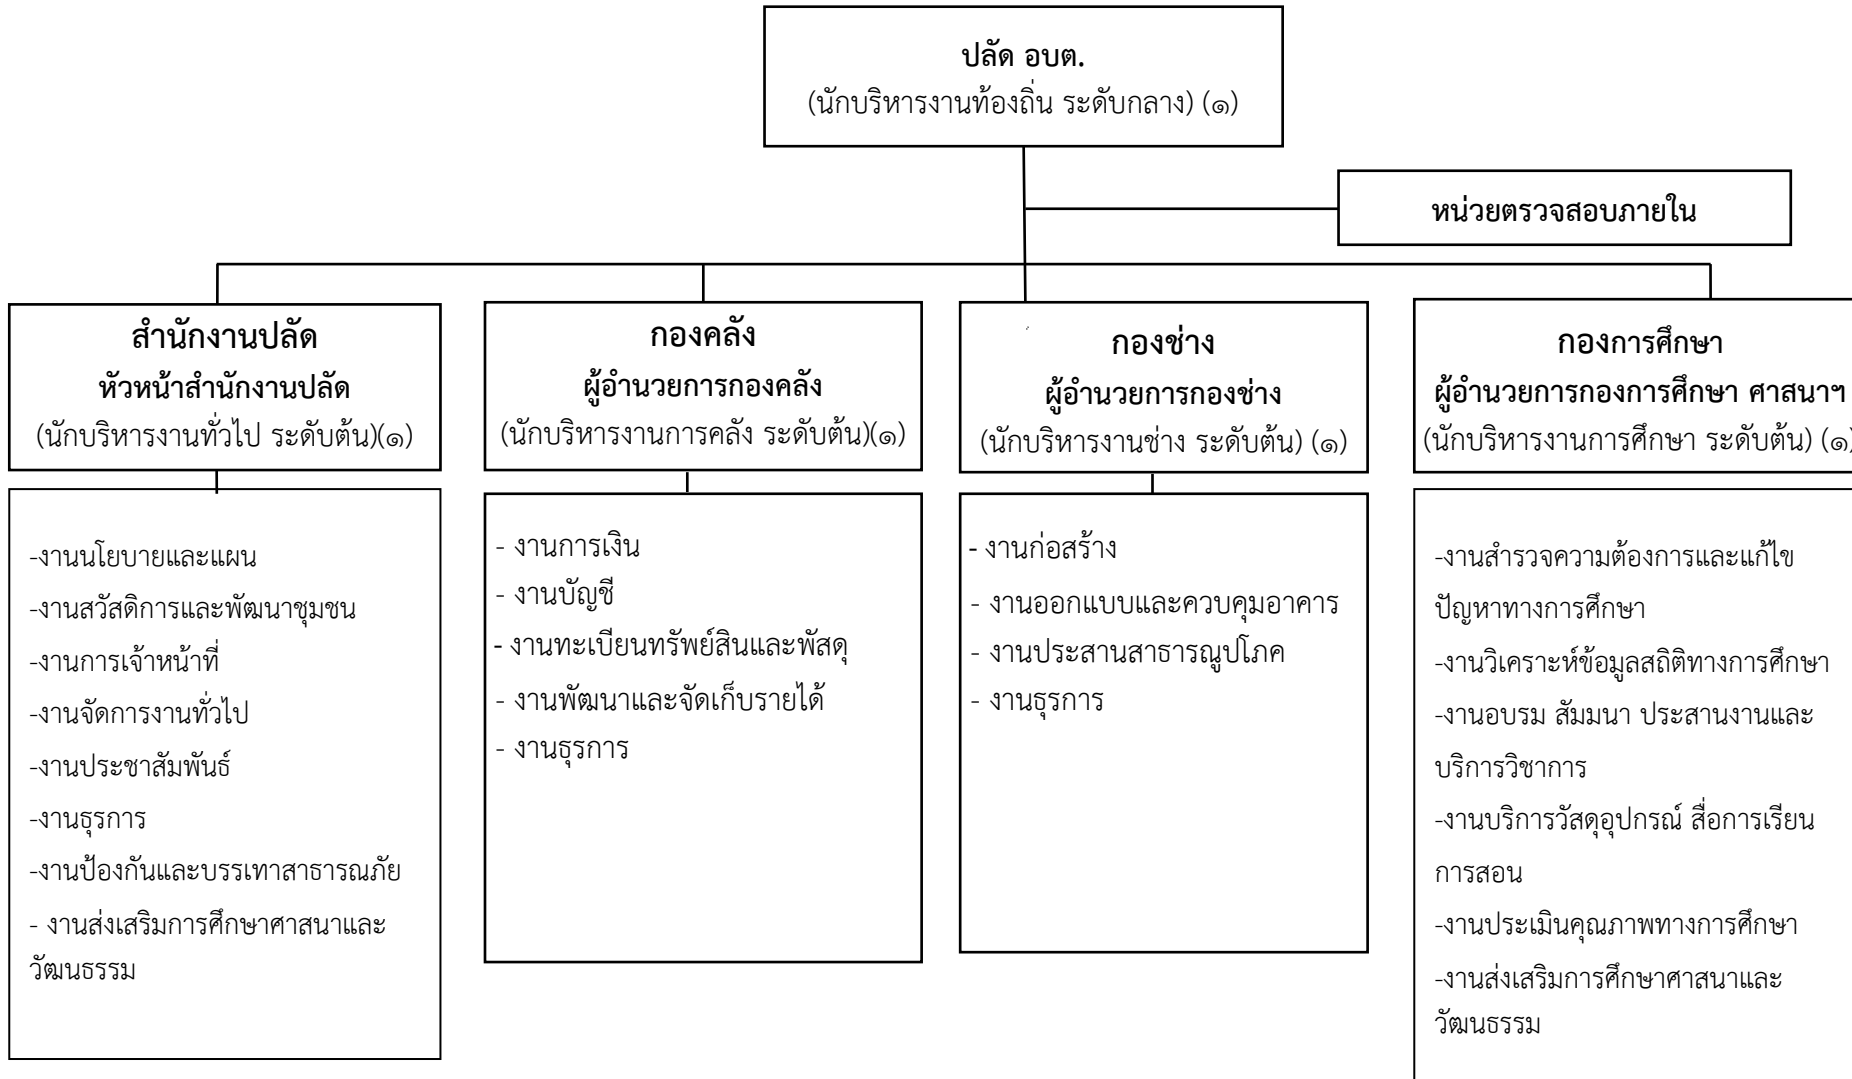 ปลัด อบต.
(นักบริหารงานท้องถิ่น ระดับกลาง) (๑)
หน่วยตรวจสอบภายใน
สำนักงานปลัด
หัวหน้าสำนักงานปลัด
(นักบริหารงานทั่วไป ระดับต้น)(๑)
กองคลัง
ผู้อำนวยการกองคลัง
(นักบริหารงานการคลัง ระดับต้น)(๑)
กองช่าง
ผู้อำนวยการกองช่าง
(นักบริหารงานช่าง ระดับต้น) (๑)
กองการศึกษา
ผู้อำนวยการกองการศึกษา ศาสนาฯ
(นักบริหารงานการศึกษา ระดับต้น) (๑)
-งานนโยบายและแผน
-งานสวัสดิการและพัฒนาชุมชน
-งานการเจ้าหน้าที่
-งานจัดการงานทั่วไป
-งานประชาสัมพันธ์
-งานธุรการ
-งานป้องกันและบรรเทาสาธารณภัย
- งานส่งเสริมการศึกษาศาสนาและ
วัฒนธรรม
- งานการเงิน
- งานบัญชี
- งานทะเบียนทรัพย์สินและพัสดุ
- งานพัฒนาและจัดเก็บรายได้
- งานธุรการ
- งานก่อสร้าง
- งานออกแบบและควบคุมอาคาร
- งานประสานสาธารณูปโภค
- งานธุรการ
-งานสำรวจความต้องการและแก้ไข
ปัญหาทางการศึกษา
-งานวิเคราะห์ข้อมูลสถิติทางการศึกษา
-งานอบรม สัมมนา ประสานงานและ
บริการวิชาการ
-งานบริการวัสดุอุปกรณ์ สื่อการเรียน
การสอน
-งานประเมินคุณภาพทางการศึกษา
-งานส่งเสริมการศึกษาศาสนาและ
วัฒนธรรม